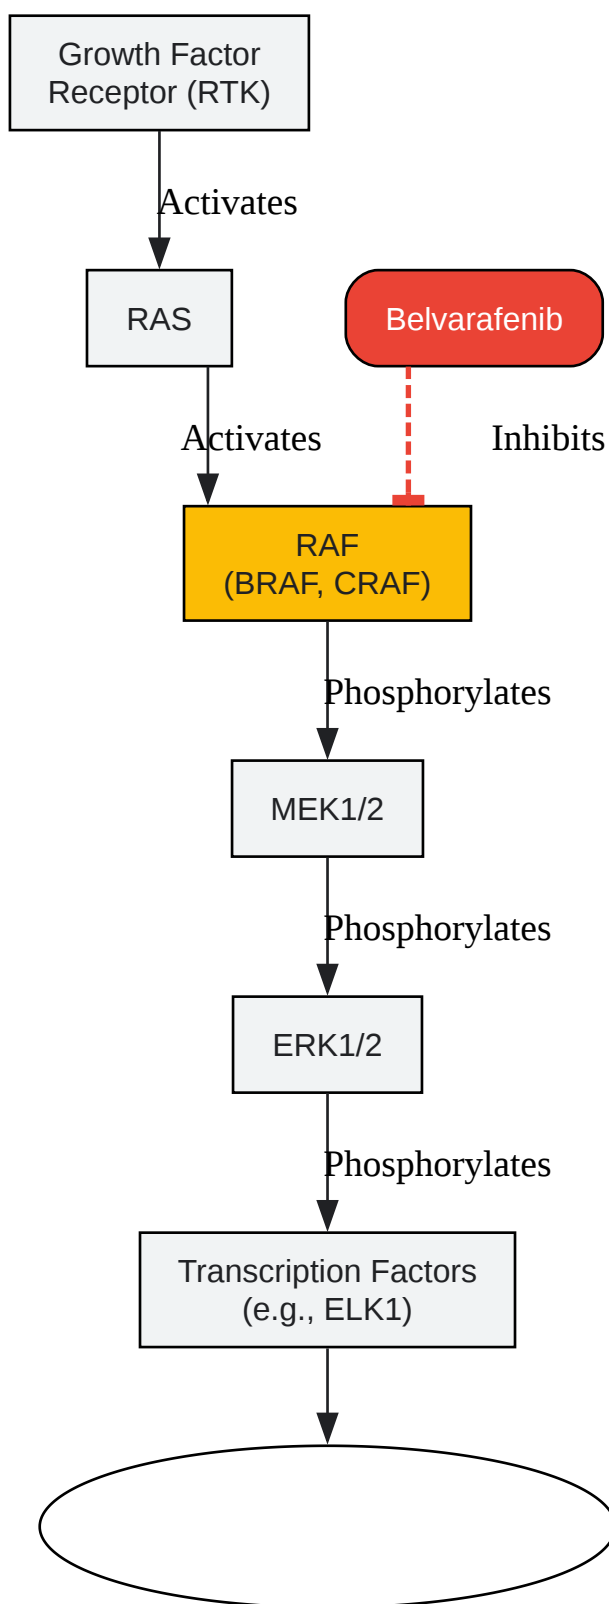 Growth Factor
Receptor (RTK)
Activates
RAS
Belvarafenib
Activates
Inhibits
RAF
(BRAF, CRAF)
Phosphorylates
MEK1/2
Phosphorylates
ERK1/2
Phosphorylates
Transcription Factors
(e.g., ELK1)